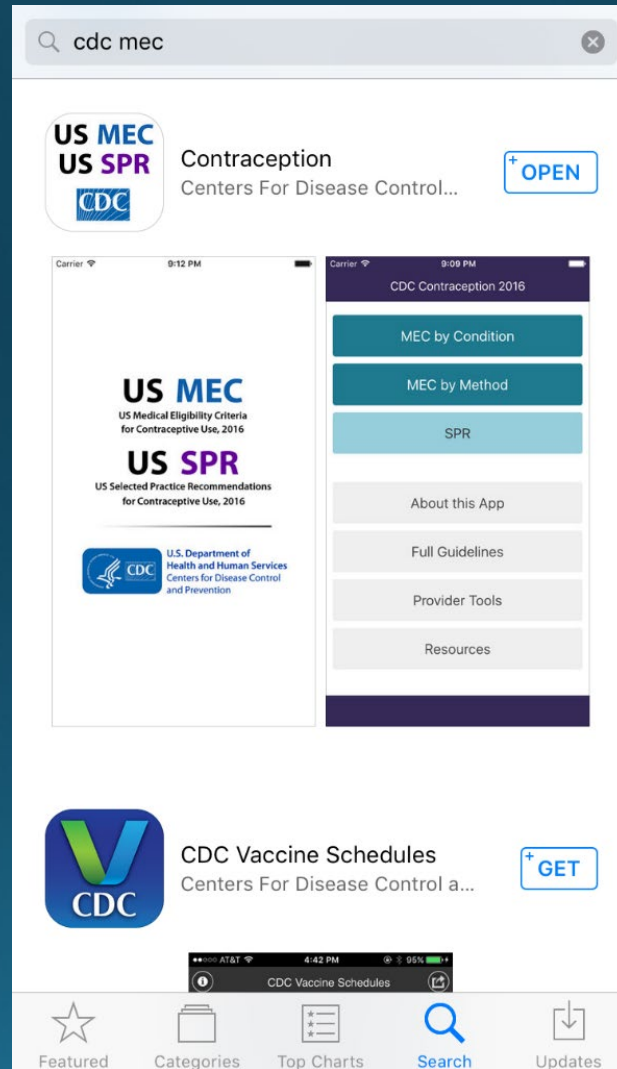 cdc mec
US MEC
US SPR
CDC
Contraception
Centers For Disease Control...
+ OPEN
Carrier 9:12 PM
US MEC
US Medical Eligibility Criteria
for Contraceptive Use, 2016
US SPR
US Selected Practice Recommendations
for Contraceptive Use, 2016
CDC
U.S. Department of
Health and Human Services
Centers for Disease Control
and Prevention
Carrier 9:09 PM
CDC Contraception 2016
MEC by Condition
MEC by Method
SPR
About this App
Full Guidelines
Provider Tools
Resources
V
CDC
CDC Vaccine Schedules
Centers For Disease Control a...
+ GET
AT&T 4:42 PM 95%
CDC Vaccine Schedules
Featured Categories Top Charts Search Updates